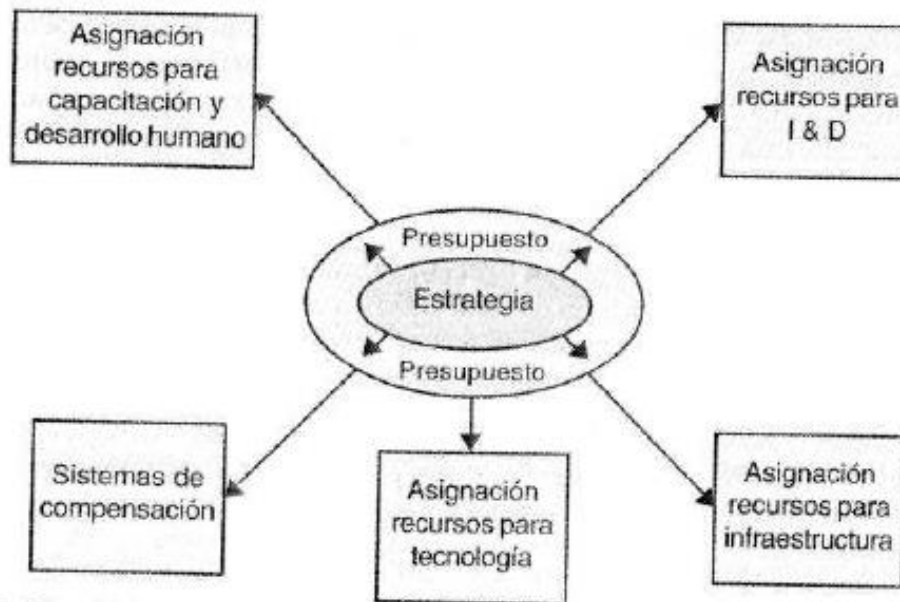 Asignación
recursos para
capacitación y
desarrollo humano
Asignación
recursos para
I & D
Presupuesto
Estrategia
Presupuesto
Sistemas de
compensación
Asignación
recursos para
tecnología
Asignación
recursos para
infraestructura